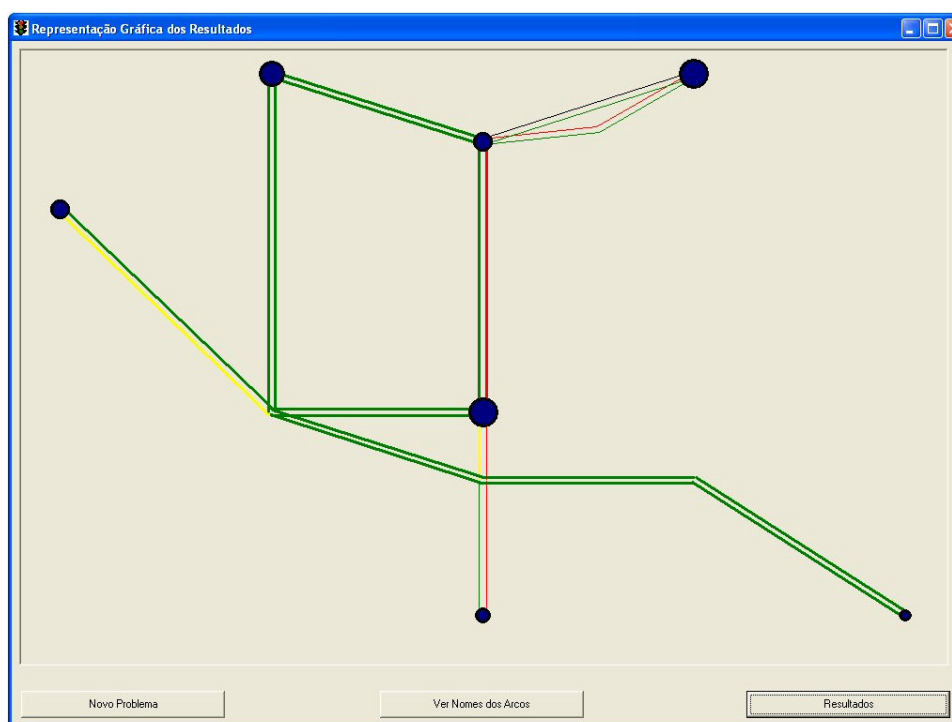 Representação Gráfica dos Resultados
Novo Problema
Ver Nomes dos Arcos
Resultados